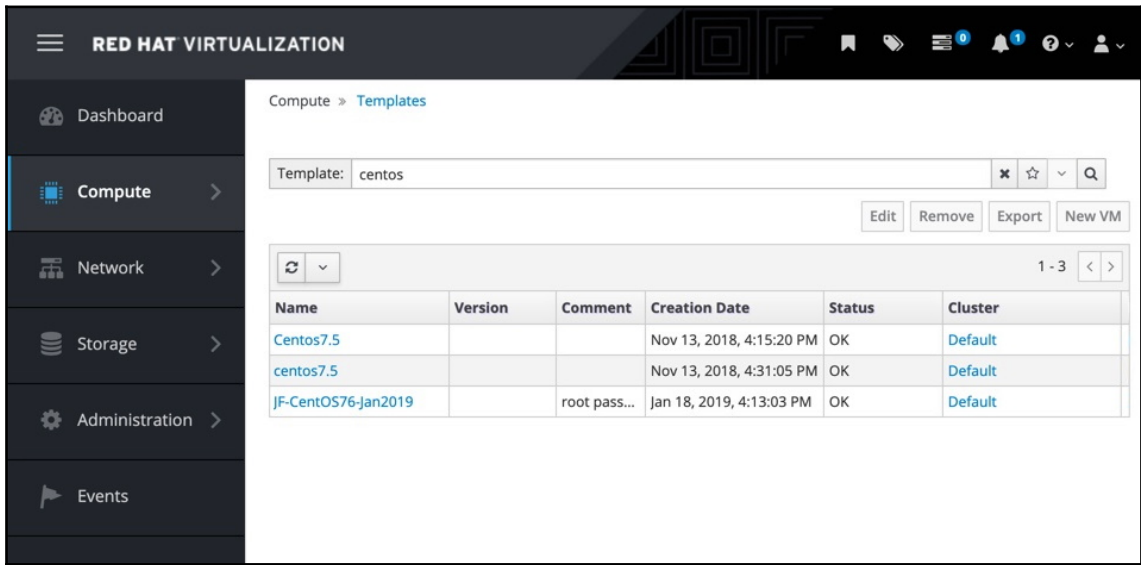 RED HAT VIRTUALIZATION
0
1
Dashboard
Compute
Network
Storage
Administration
Events
Compute » Templates
Template: centos
Edit Remove Export New VM
1 - 3
Name Version Comment Creation Date Status Cluster
Centos7.5 Nov 13, 2018, 4:15:20 PM OK Default
centos7.5 Nov 13, 2018, 4:31:05 PM OK Default
JF-CentOS76-Jan2019 root pass... Jan 18, 2019, 4:13:03 PM OK Default